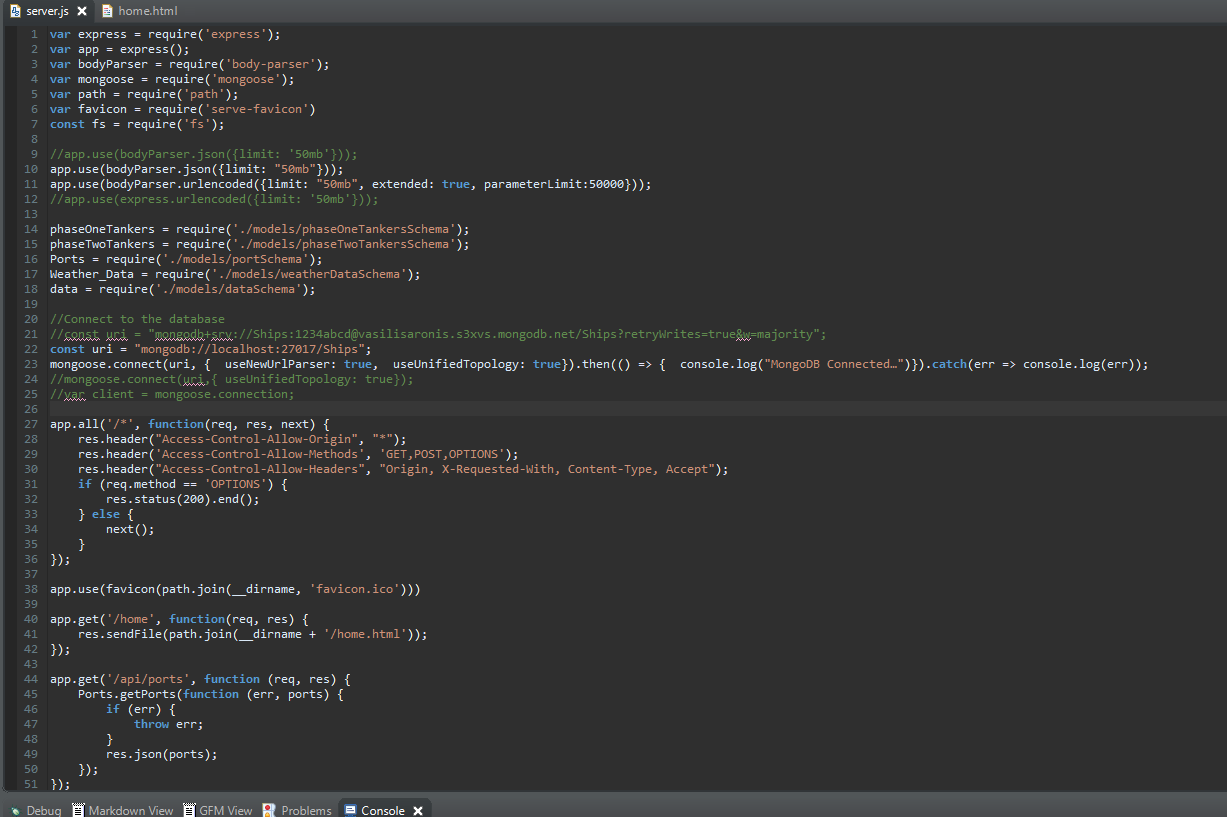 server.js home.html
1 var express = require('express');
2 var app = express();
3 var bodyParser = require('body-parser');
4 var mongoose = require('mongoose');
5 var path = require('path');
6 var favicon = require('serve-favicon')
7 const fs = require('fs');
8
9 //app.use(bodyParser.json({limit: '50mb'}));
10 app.use(bodyParser.json({limit: "50mb"}));
11 app.use(bodyParser.urlencoded({limit: "50mb", extended: true, parameterLimit:50000}));
12 //app.use(express.urlencoded({limit: '50mb'}));
13
14 phaseOneTankers = require('./models/phaseOneTankersSchema');
15 phaseTwoTankers = require('./models/phaseTwoTankersSchema');
16 Ports = require('./models/portSchema');
17 Weather_Data = require('./models/weatherDataSchema');
18 data = require('./models/dataSchema');
19
20 //Connect to the database
21 //const uri = "mongodb+srv://Ships:1234abcd@vasilisaronis.s3xvs.mongodb.net/Ships?retryWrites=true&w=majority";
22 const uri = "mongodb://localhost:27017/Ships";
23 mongoose.connect(uri, {  useNewUrlParser: true,  useUnifiedTopology: true}).then(() => {  console.log("MongoDB Connected…")}).catch(err => console.log(err));
24 //mongoose.connect(uri,{ useUnifiedTopology: true});
25 //var client = mongoose.connection;
26
27 app.all('/*', function(req, res, next) {
28     res.header("Access-Control-Allow-Origin", "*");
29     res.header('Access-Control-Allow-Methods', 'GET,POST,OPTIONS');
30     res.header("Access-Control-Allow-Headers", "Origin, X-Requested-With, Content-Type, Accept");
31     if (req.method == 'OPTIONS') {
32         res.status(200).end();
33     } else {
34         next();
35     }
36 });
37
38 app.use(favicon(path.join(__dirname, 'favicon.ico')))
39
40 app.get('/home', function(req, res) {
41     res.sendFile(path.join(__dirname + '/home.html'));
42 });
43
44 app.get('/api/ports', function (req, res) {
45     Ports.getPorts(function (err, ports) {
46         if (err) {
47             throw err;
48         }
49         res.json(ports);
50     });
51 });
Debug Markdown View GFM View Problems Console